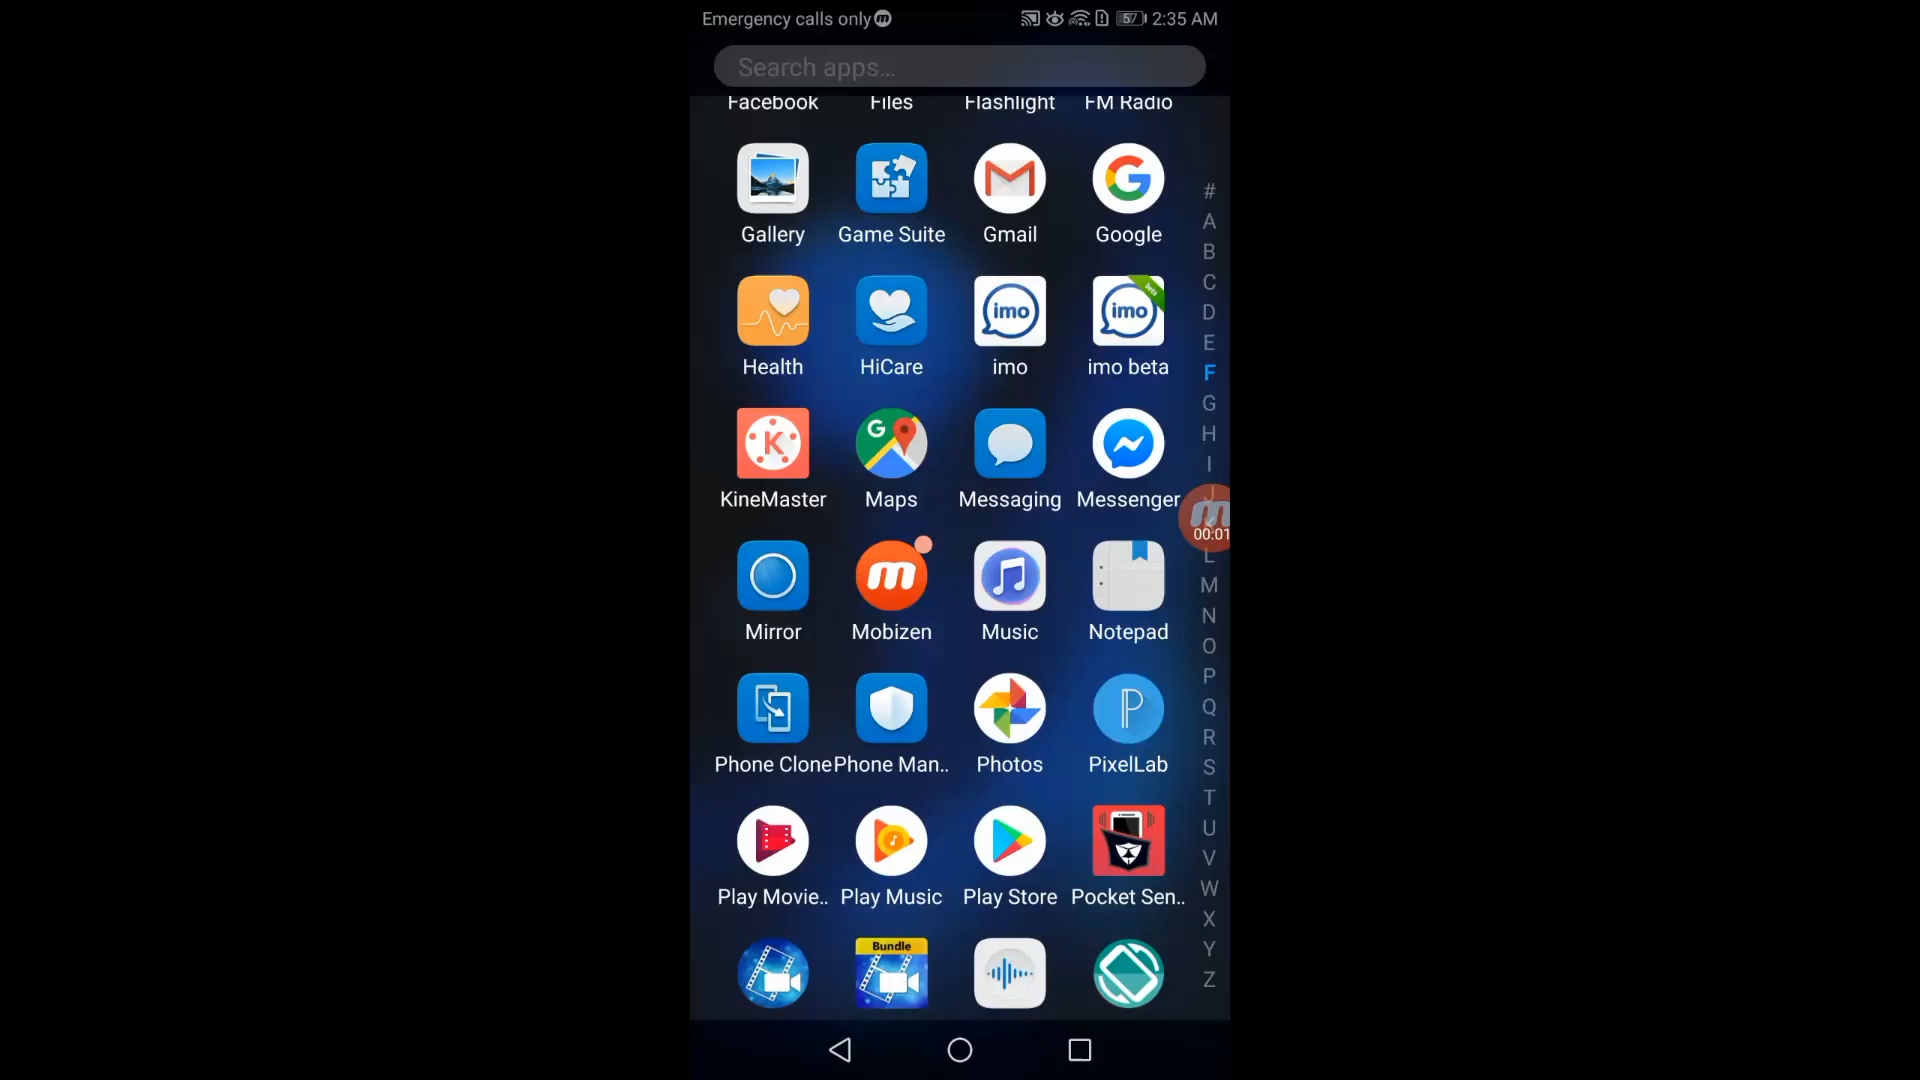 Emergency calls only 57 2:35 AM
Search apps...
Facebook Files Flashlight FM Radio
Gallery Game Suite Gmail Google
imo imo beta
Health HiCare imo imo beta
K G
KineMaster Maps Messaging Messenger
00:01
Mirror Mobizen Music Notepad
Phone Clone Phone Man.. Photos PixelLab
Play Movie.. Play Music Play Store Pocket Sen..
Bundle
#
A
B
C
D
E
F
G
H
I
J
L
M
N
O
P
Q
R
S
T
U
V
W
X
Y
Z